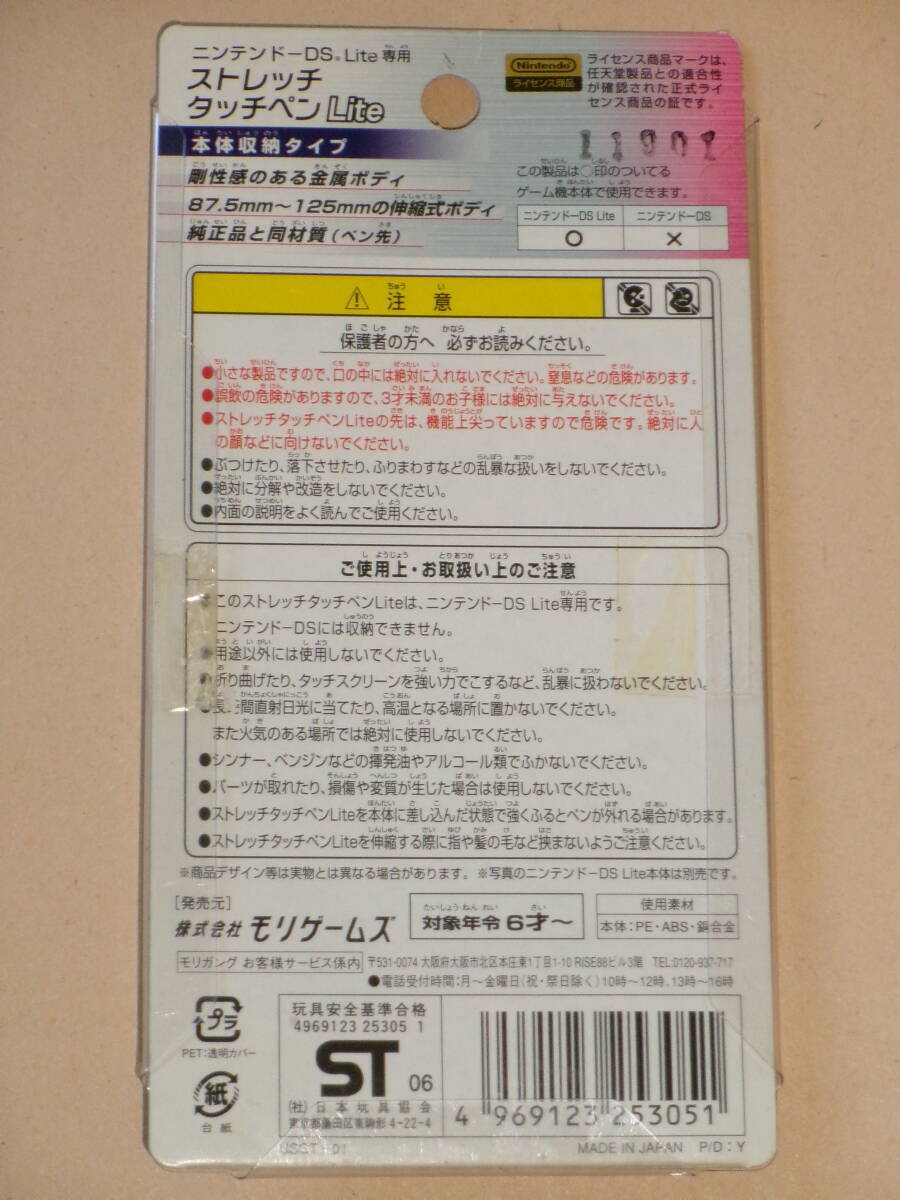 ニンテンドーDS® Lite専用
ストレッチ
タッチペン Lite
本体収納タイプ
剛性感のある金属ボディ
87.5mm～125mmの伸縮式ボディ
純正品と同材質(ペン先)
Nintendo
ライセンス商品
ライセンス商品マークは、
任天堂製品との適合性
が確認された正式ライ
センス商品の証です。
11901
この製品は○印のついてる
ゲーム機本体で使用できます。
ニンテンドーDS Lite ニンテンドーDS
○ ×
⚠ 注意
保護者の方へ 必ずお読みください。
●小さな製品ですので、口の中には絶対に入れないでください。窒息などの危険があります。
●誤飲の危険がありますので、3才未満のお子様には絶対に与えないでください。
●ストレッチタッチペンLiteの先は、機能上尖っていますので危険です。絶対に人
の顔などに向けないでください。
●ぶつけたり、落下させたり、ふりまわすなどの乱暴な扱いをしないでください。
●絶対に分解や改造をしないでください。
●内面の説明をよく読んでご使用ください。
ご使用上・お取扱い上のご注意
●このストレッチタッチペンLiteは、ニンテンドーDS Lite専用です。
ニンテンドーDSには収納できません。
●用途以外には使用しないでください。
●折り曲げたり、タッチスクリーンを強い力でこするなど、乱暴に扱わないでください。
●長時間直射日光に当てたり、高温となる場所に置かないでください。
また火気のある場所では絶対に使用しないでください。
●シンナー、ベンジンなどの揮発油やアルコール類でふかないでください。
●パーツが取れたり、損傷や変質が生じた場合は使用しないでください。
●ストレッチタッチペンLiteを本体に差し込んだ状態で強くふるとペンが外れる場合があります。
●ストレッチタッチペンLiteを伸縮する際に指や髪の毛など挟まないようご注意ください。
※商品デザイン等は実物とは異なる場合があります。 ※写真のニンテンドーDS Lite本体は別売です。
[発売元]
株式会社 モリゲームズ
対象年令6才～
使用素材
本体:PE・ABS・銅合金
モリガング お客様サービス係内 〒531-0074 大阪府大阪市北区本庄東1丁目1-10 RISE88ビル3階 TEL:0120-937-717
●電話受付時間:月～金曜日(祝・祭日除く)10時～12時、13時～16時
プラ
PET:透明カバー
紙
台紙
玩具安全基準合格
4969123 25305 1
ST 06
(社)日本玩具協会
東京都墨田区東駒形4-22-4
4 969123 253051
MADE IN JAPAN P/D:Y